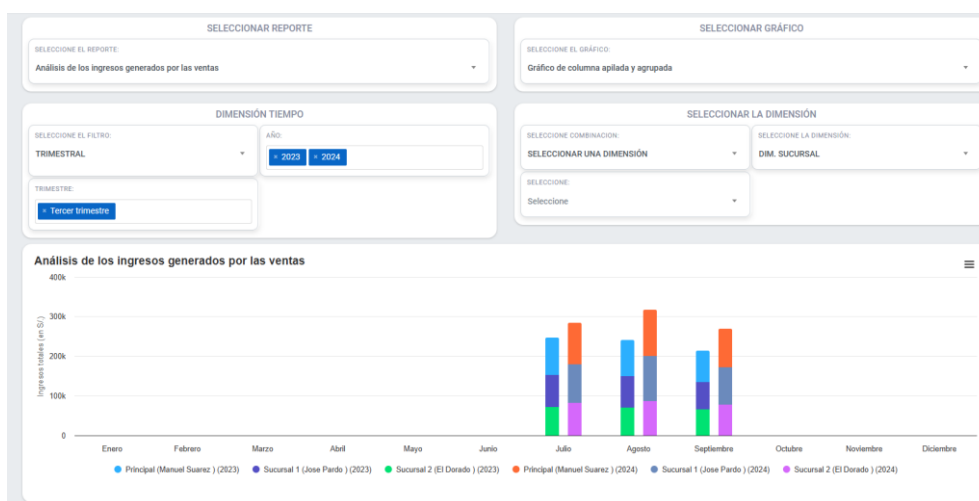 SELECCIONAR REPORTE
SELECCIONE EL REPORTE:
Análisis de los ingresos generados por las ventas
SELECCIONAR GRÁFICO
SELECCIONE EL GRÁFICO:
Gráfico de columna apilada y agrupada
DIMENSIÓN TIEMPO
SELECCIONE EL FILTRO:
TRIMESTRAL
AÑO:
× 2023 × 2024
TRIMESTRE:
× Tercer trimestre
SELECCIONAR LA DIMENSIÓN
SELECCIONE COMBINACION:
SELECCIONAR UNA DIMENSIÓN
SELECCIONE LA DIMENSIÓN:
DIM. SUCURSAL
SELECCIONE:
Seleccione
Análisis de los ingresos generados por las ventas
Ingresos totales (en S/.)
400k
300k
200k
100k
0
Enero Febrero Marzo Abril Mayo Junio Julio Agosto Septiembre Octubre Noviembre Diciembre
Principal (Manuel Suarez ) (2023) Sucursal 1 (Jose Pardo ) (2023) Sucursal 2 (El Dorado ) (2023) Principal (Manuel Suarez ) (2024) Sucursal 1 (Jose Pardo ) (2024) Sucursal 2 (El Dorado ) (2024)